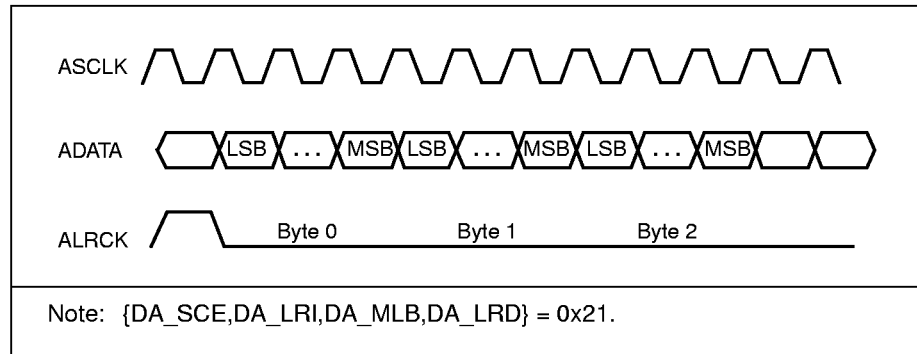 ASCLK
ADATA LSB ... MSB LSB ... MSB LSB ... MSB
ALRCK Byte 0 Byte 1 Byte 2
Note: {DA_SCE,DA_LRI,DA_MLB,DA_LRD} = 0x21.